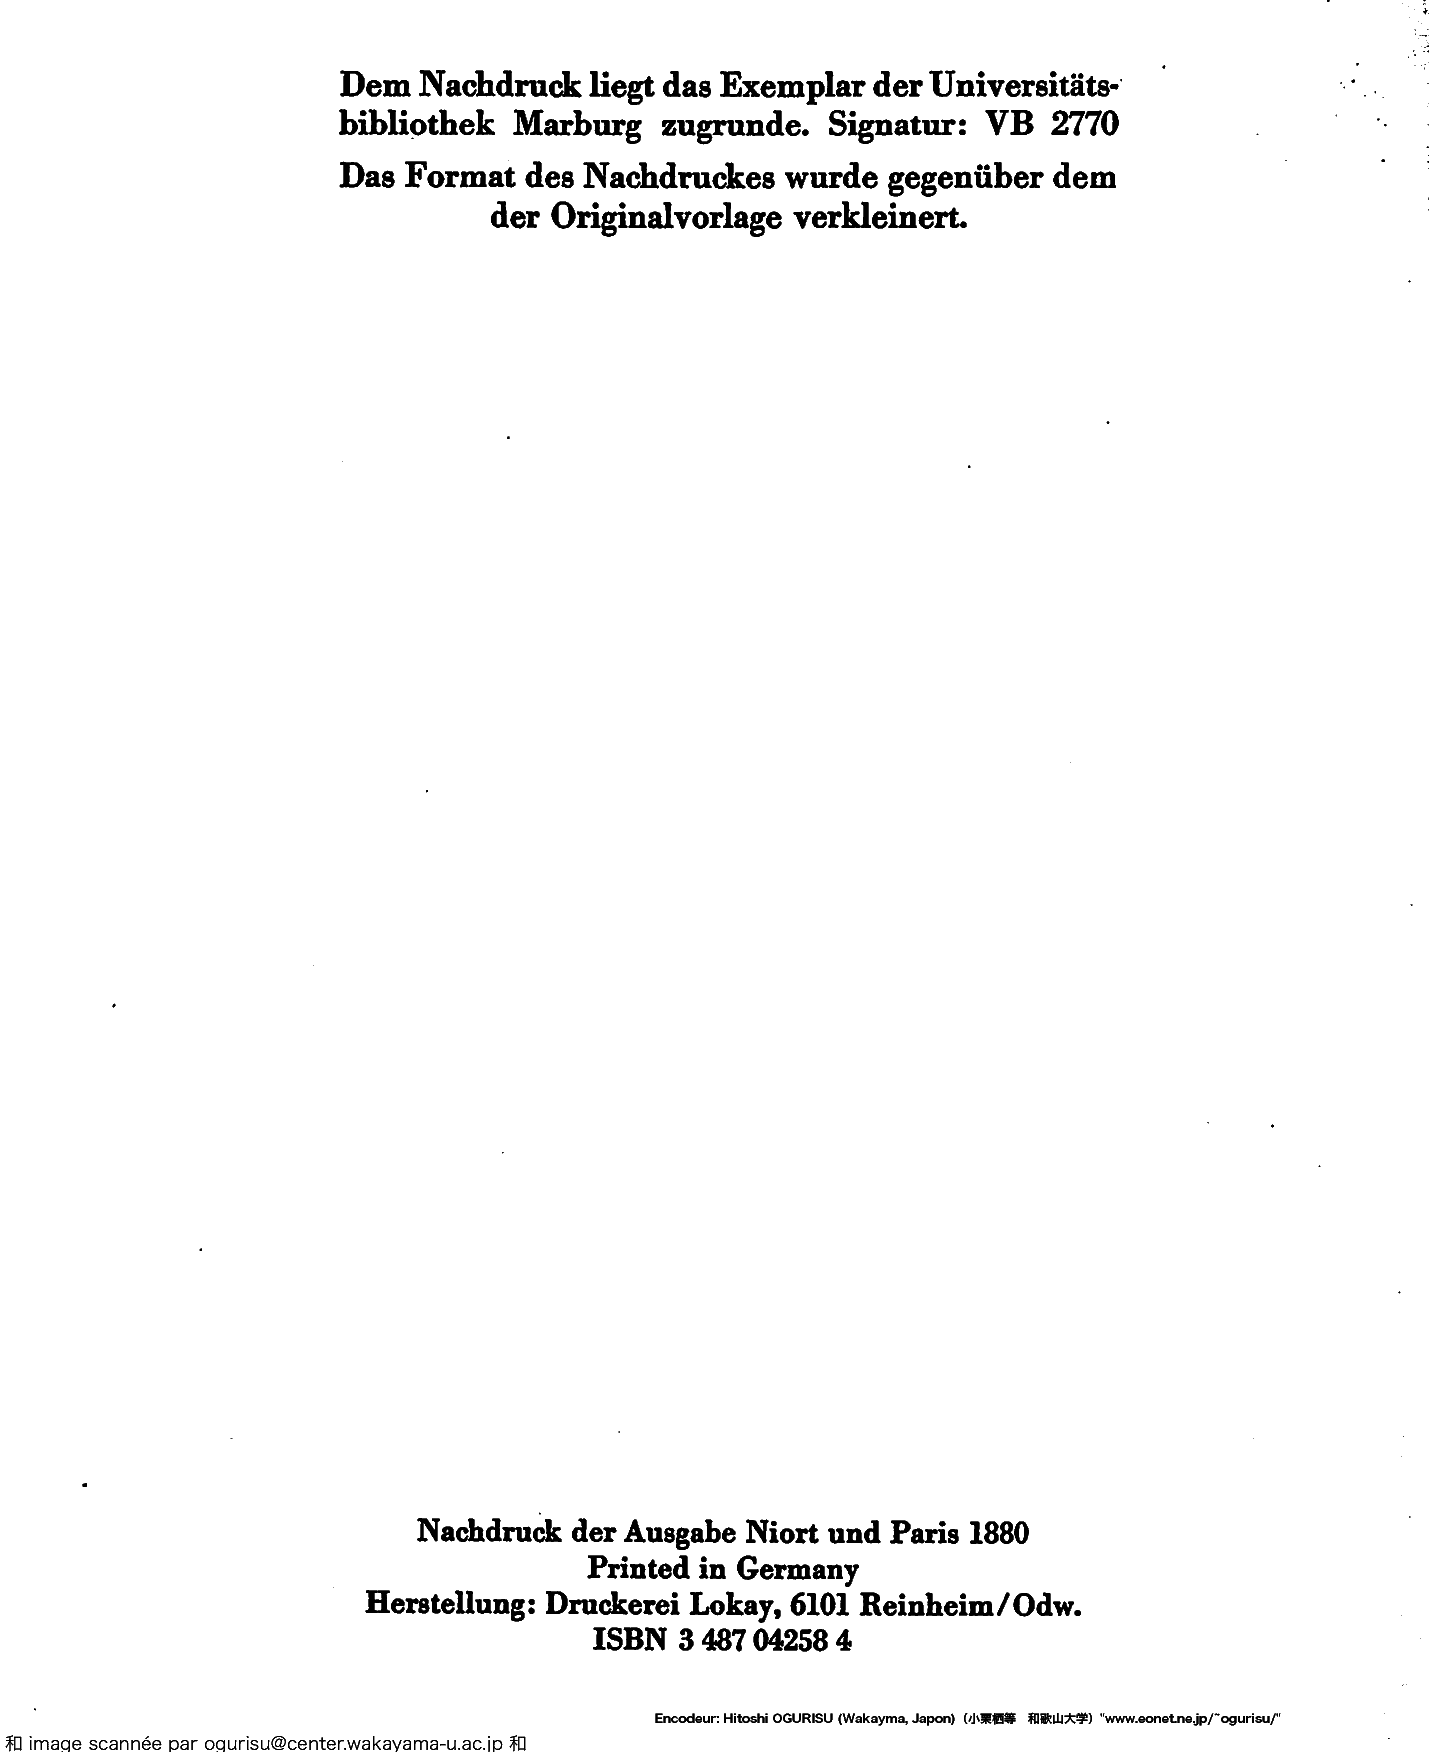 Dem Nachdruck liegt das Exemplar der Universitäts-
bibliothek Marburg zugrunde. Signatur: VB 2770
Das Format des Nachdruckes wurde gegenüber dem
der Originalvorlage verkleinert.
Nachdruck der Ausgabe Niort und Paris 1880
Printed in Germany
Herstellung: Druckerei Lokay, 6101 Reinheim/Odw.
ISBN 3 487 04258 4
Encodeur: Hitoshi OGURISU (Wakayma, Japon) (小栗栖等 和歌山大学) "www.eonet.ne.jp/~ogurisu/"
和 image scannée par ogurisu@center.wakayama-u.ac.jp 和